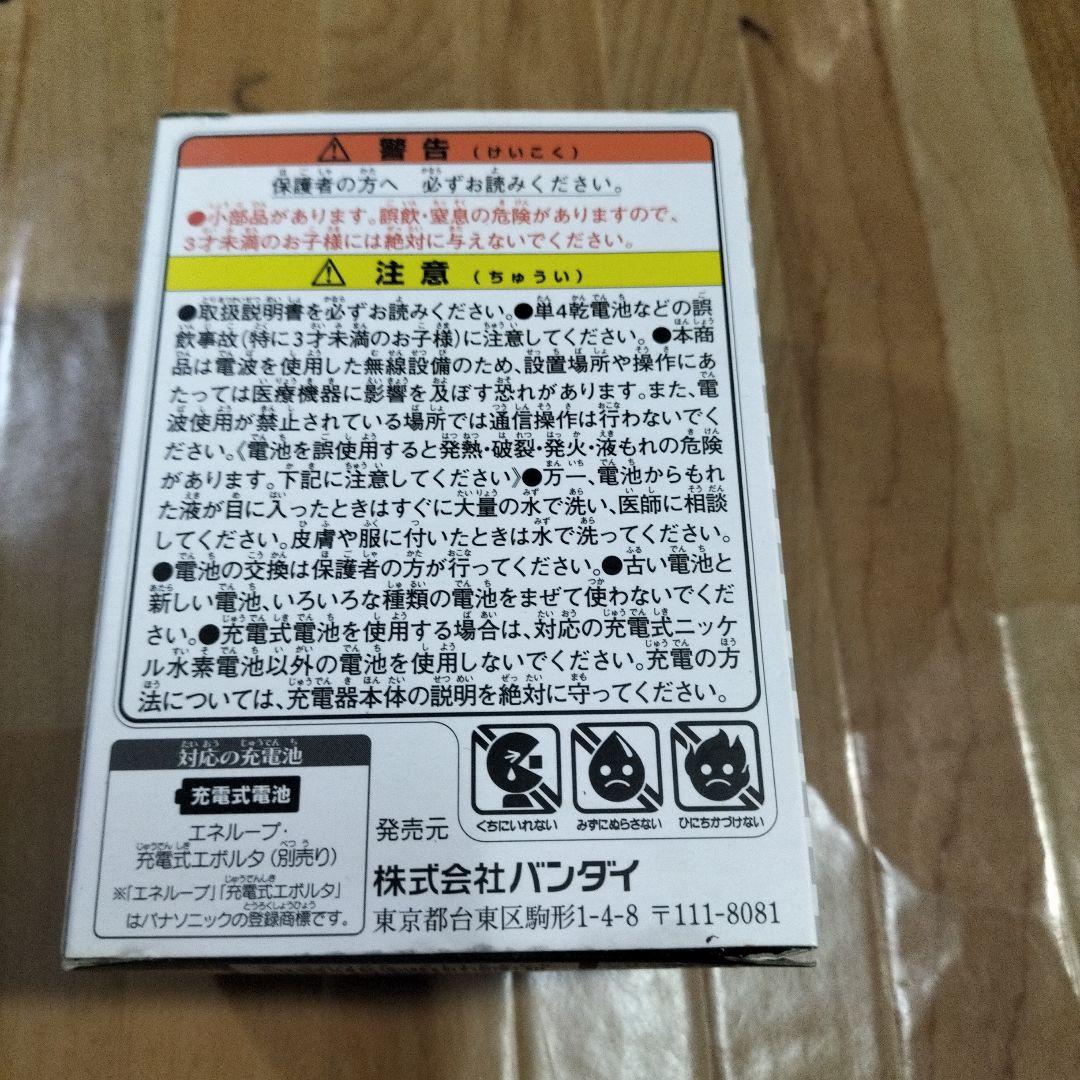 ⚠ 警告 (けいこく)
保護者の方へ 必ずお読みください。
●小部品があります。誤飲・窒息の危険がありますので、
3才未満のお子様には絶対に与えないでください。
⚠ 注意 (ちゅうい)
●取扱説明書を必ずお読みください。●単4乾電池などの誤
飲事故(特に3才未満のお子様)に注意してください。●本商
品は電波を使用した無線設備のため、設置場所や操作にあ
たっては医療機器に影響を及ぼす恐れがあります。また、電
波使用が禁止されている場所では通信操作は行わないでく
ださい。《電池を誤使用すると発熱・破裂・発火・液もれの危険
があります。下記に注意してください》●万一、電池からもれ
た液が目に入ったときはすぐに大量の水で洗い、医師に相談
してください。皮膚や服に付いたときは水で洗ってください。
●電池の交換は保護者の方が行ってください。●古い電池と
新しい電池、いろいろな種類の電池をまぜて使わないでくだ
さい。●充電式電池を使用する場合は、対応の充電式ニッケ
ル水素電池以外の電池を使用しないでください。充電の方
法については、充電器本体の説明を絶対に守ってください。
対応の充電池
充電式電池
エネループ・
充電式エボルタ(別売り)
※「エネループ」「充電式エボルタ」
はパナソニックの登録商標です。
くちにいれない みずにぬらさない ひにちかづけない
発売元
株式会社バンダイ
東京都台東区駒形1-4-8 〒111-8081